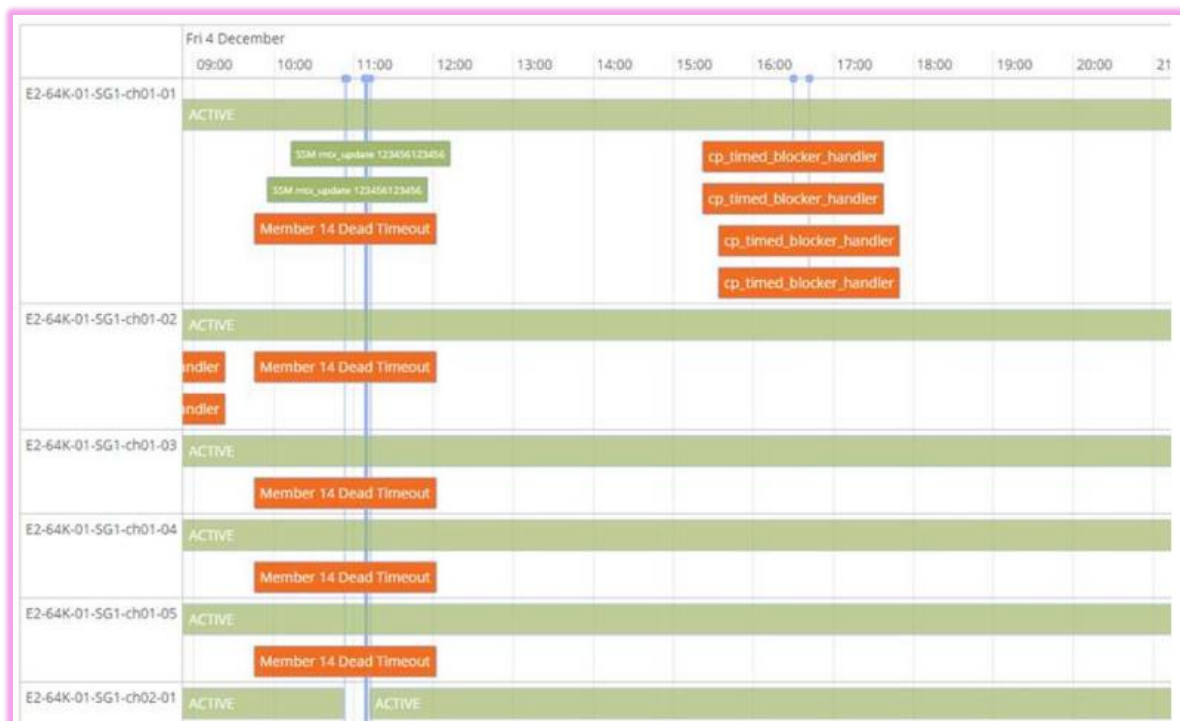 Fri 4 December
09:00 10:00 11:00 12:00 13:00 14:00 15:00 16:00 17:00 18:00 19:00 20:00 21
E2-64K-01-SG1-ch01-01
ACTIVE
SSM mtx_update 123456123456
cp_timed_blocker_handler
SSM mtx_update 123456123456
cp_timed_blocker_handler
Member 14 Dead Timeout
cp_timed_blocker_handler
cp_timed_blocker_handler
E2-64K-01-SG1-ch01-02
ACTIVE
ndler Member 14 Dead Timeout
ndler
E2-64K-01-SG1-ch01-03
ACTIVE
Member 14 Dead Timeout
E2-64K-01-SG1-ch01-04
ACTIVE
Member 14 Dead Timeout
E2-64K-01-SG1-ch01-05
ACTIVE
Member 14 Dead Timeout
E2-64K-01-SG1-ch02-01
ACTIVE ACTIVE